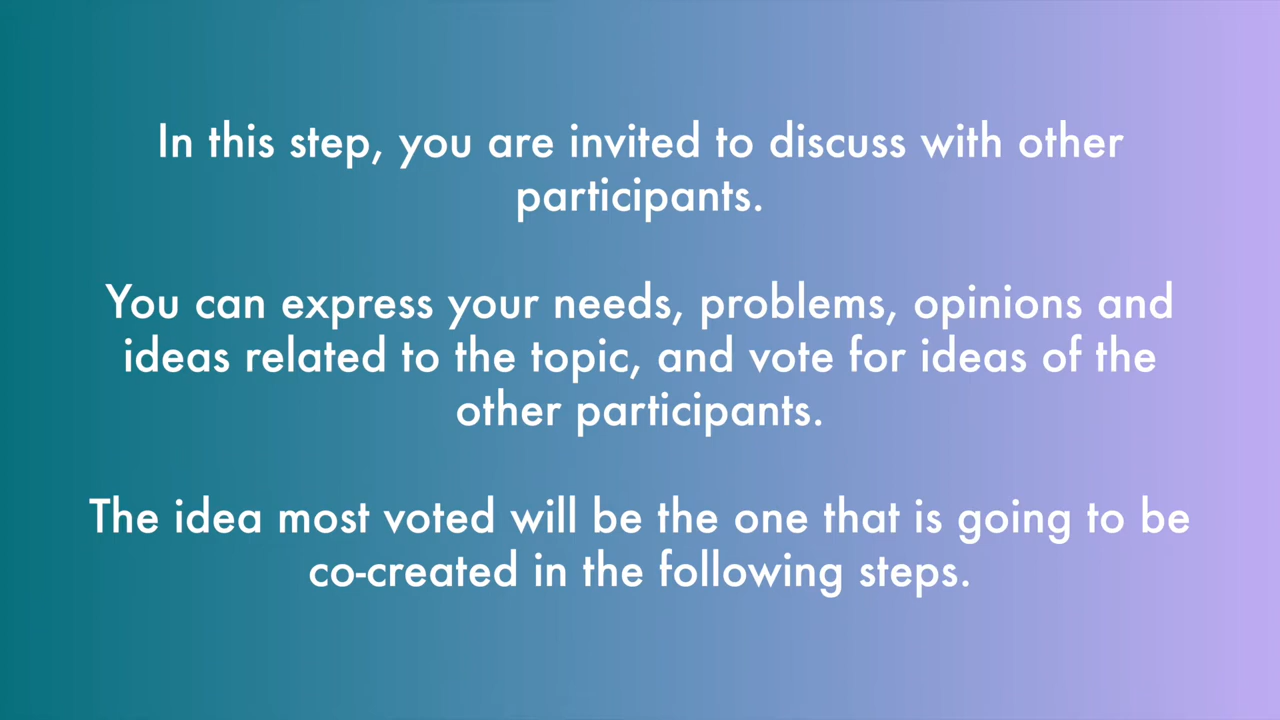 In this step, you are invited to discuss with other
participants.
You can express your needs, problems, opinions and
ideas related to the topic, and vote for ideas of the
other participants.
The idea most voted will be the one that is going to be
co-created in the following steps.